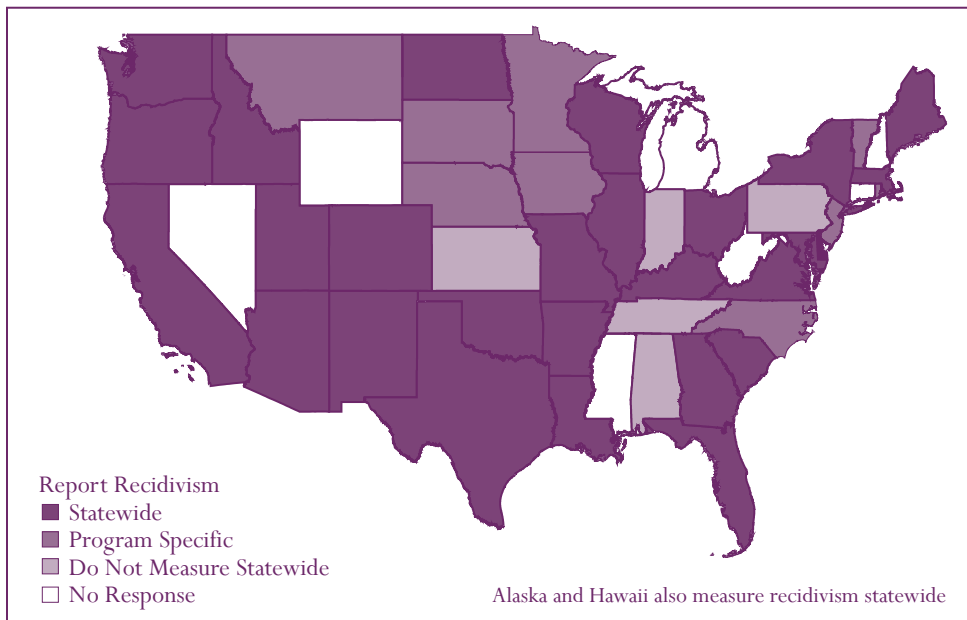 Report Recidivism
Statewide
Program Specific
Do Not Measure Statewide
No Response
Alaska and Hawaii also measure recidivism statewide